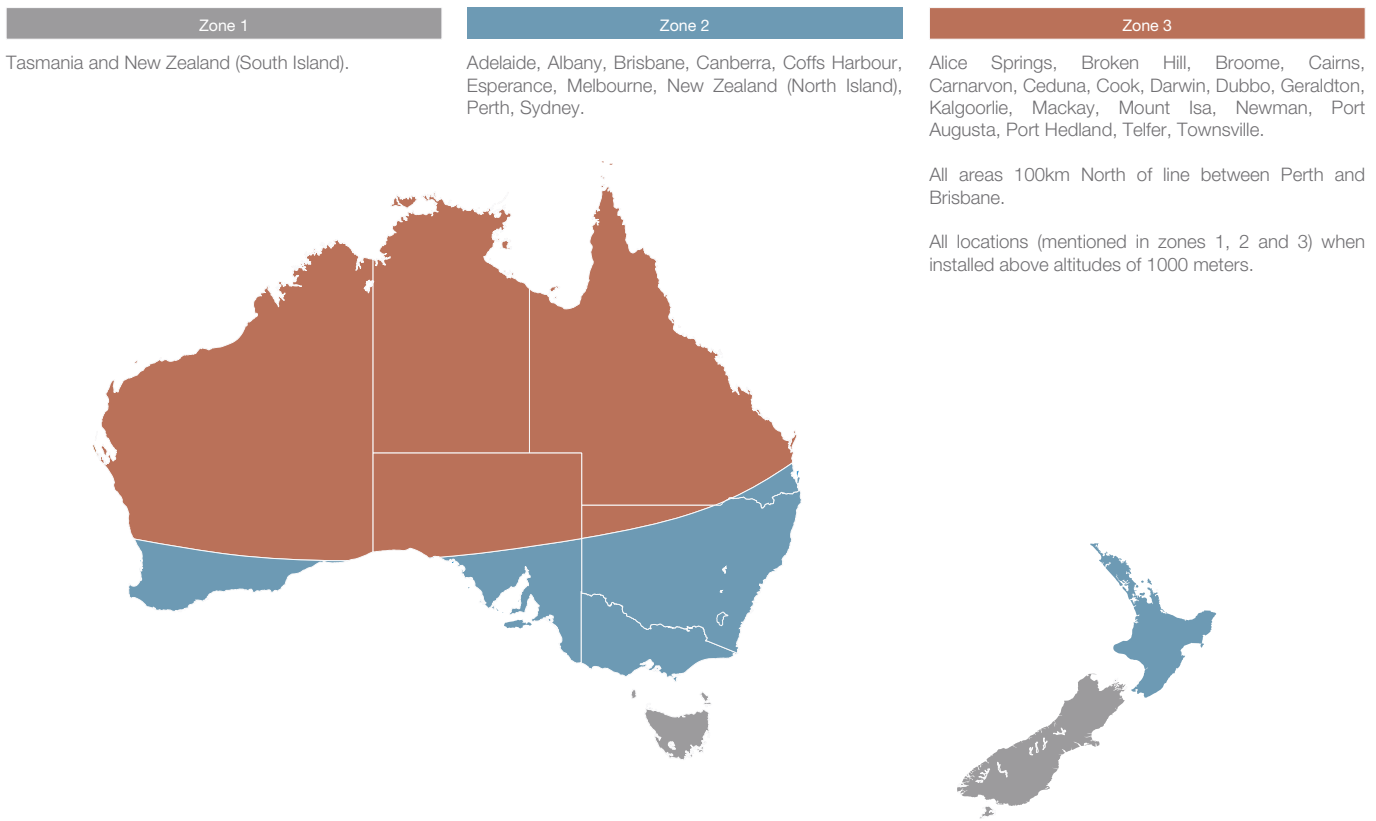 Zone 1
Tasmania and New Zealand (South Island).
Zone 2
Adelaide, Albany, Brisbane, Canberra, Coffs Harbour,
Esperance, Melbourne, New Zealand (North Island),
Perth, Sydney.
Zone 3
Alice Springs, Broken Hill, Broome, Cairns,
Carnarvon, Ceduna, Cook, Darwin, Dubbo, Geraldton,
Kalgoorlie, Mackay, Mount Isa, Newman, Port
Augusta, Port Hedland, Telfer, Townsville.
All areas 100km North of line between Perth and
Brisbane.
All locations (mentioned in zones 1, 2 and 3) when
installed above altitudes of 1000 meters.